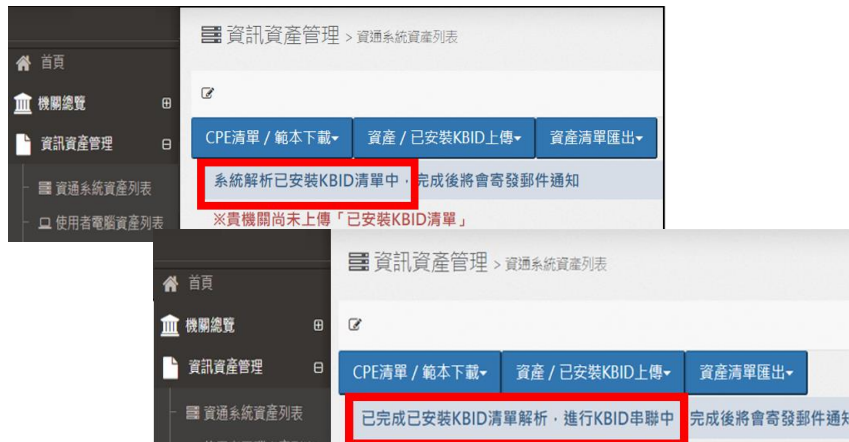 資訊資產管理 > 資通系統資產列表
首頁
機關總覽
資訊資產管理
資通系統資產列表
使用者電腦資產列表
CPE清單 / 範本下載
資產 / 已安裝KBID上傳
資產清單匯出
系統解析已安裝KBID清單中，完成後將會寄發郵件通知
※貴機關尚未上傳「已安裝KBID清單」
資訊資產管理 > 資通系統資產列表
首頁
機關總覽
資訊資產管理
資通系統資產列表
CPE清單 / 範本下載
資產 / 已安裝KBID上傳
資產清單匯出
已完成已安裝KBID清單解析，進行KBID串聯中，完成後將會寄發郵件通知